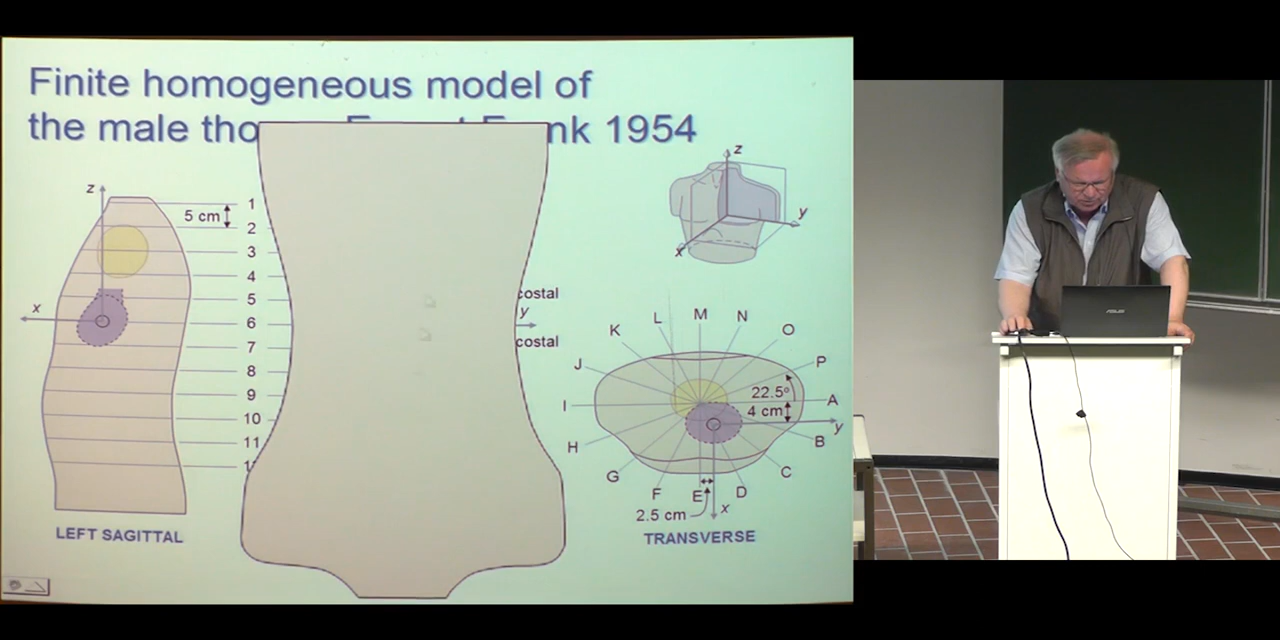 Finite homogeneous model of
the male tho nk 1954
z
5 cm
1
2
3
4
5
6
7
8
9
10
11
x
LEFT SAGITTAL
costal
y
costal
z
y
x
K
L
M
N
O
J
P
22.5°
I
A
4 cm
y
H
B
G
C
F
E
D
2.5 cm
x
TRANSVERSE
ASUS